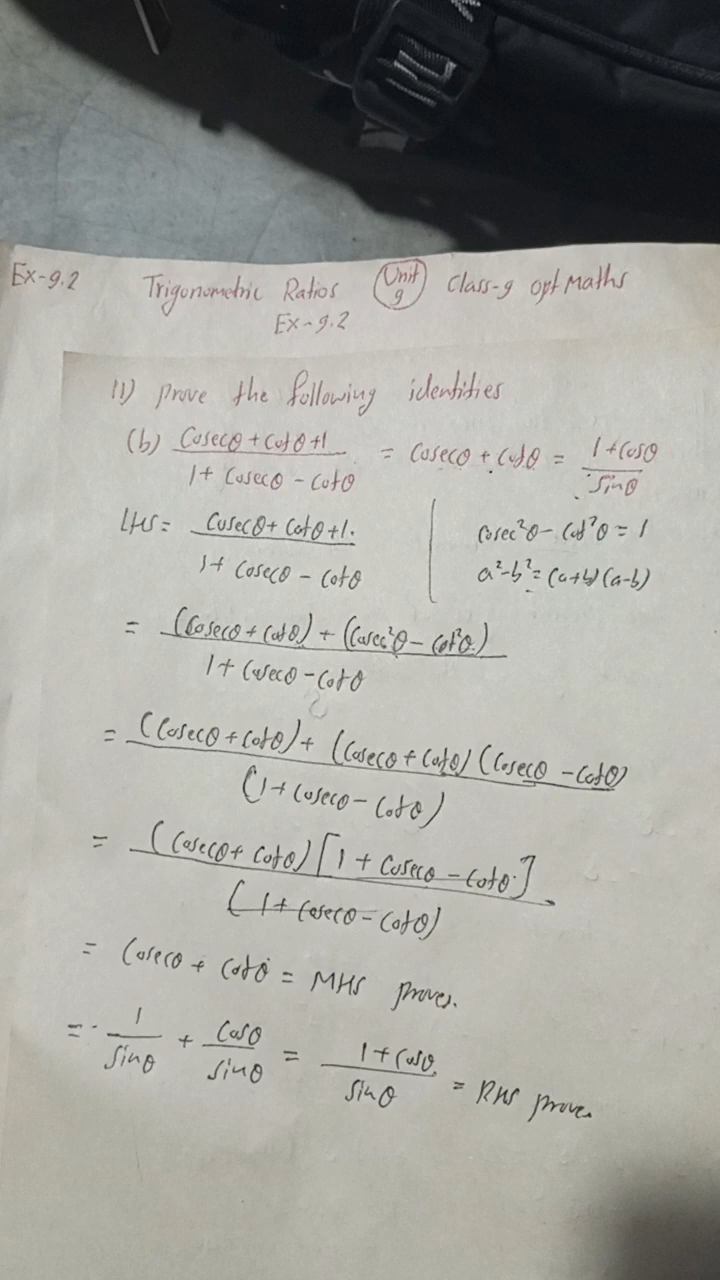 Ex-9.2 Trigonometric Ratios Unit 9 Class-9 opt Maths
Ex-9.2
11) prove the following identities
(b) Cosecθ + cotθ + 1 / 1 + Cosecθ - Cotθ = Cosecθ + Cotθ = 1 + Cosθ / Sinθ
LHS = Cosecθ + Cotθ + 1. / 1 + Cosecθ - Cotθ
Cosec²θ - Cot²θ = 1
a² - b² = (a+b)(a-b)
= (Cosecθ + Cotθ) + (Cosec²θ - Cot²θ) / 1 + Cosecθ - Cotθ
= (Cosecθ + Cotθ) + (Cosecθ + Cotθ)(Cosecθ - Cotθ) / (1 + Cosecθ - Cotθ)
= (Cosecθ + Cotθ)[1 + Cosecθ - Cotθ] / (1 + Cosecθ - Cotθ)
= Cosecθ + Cotθ = MHS proves.
= 1 / Sinθ + Cosθ / Sinθ = 1 + Cosθ / Sinθ = RHS prove.